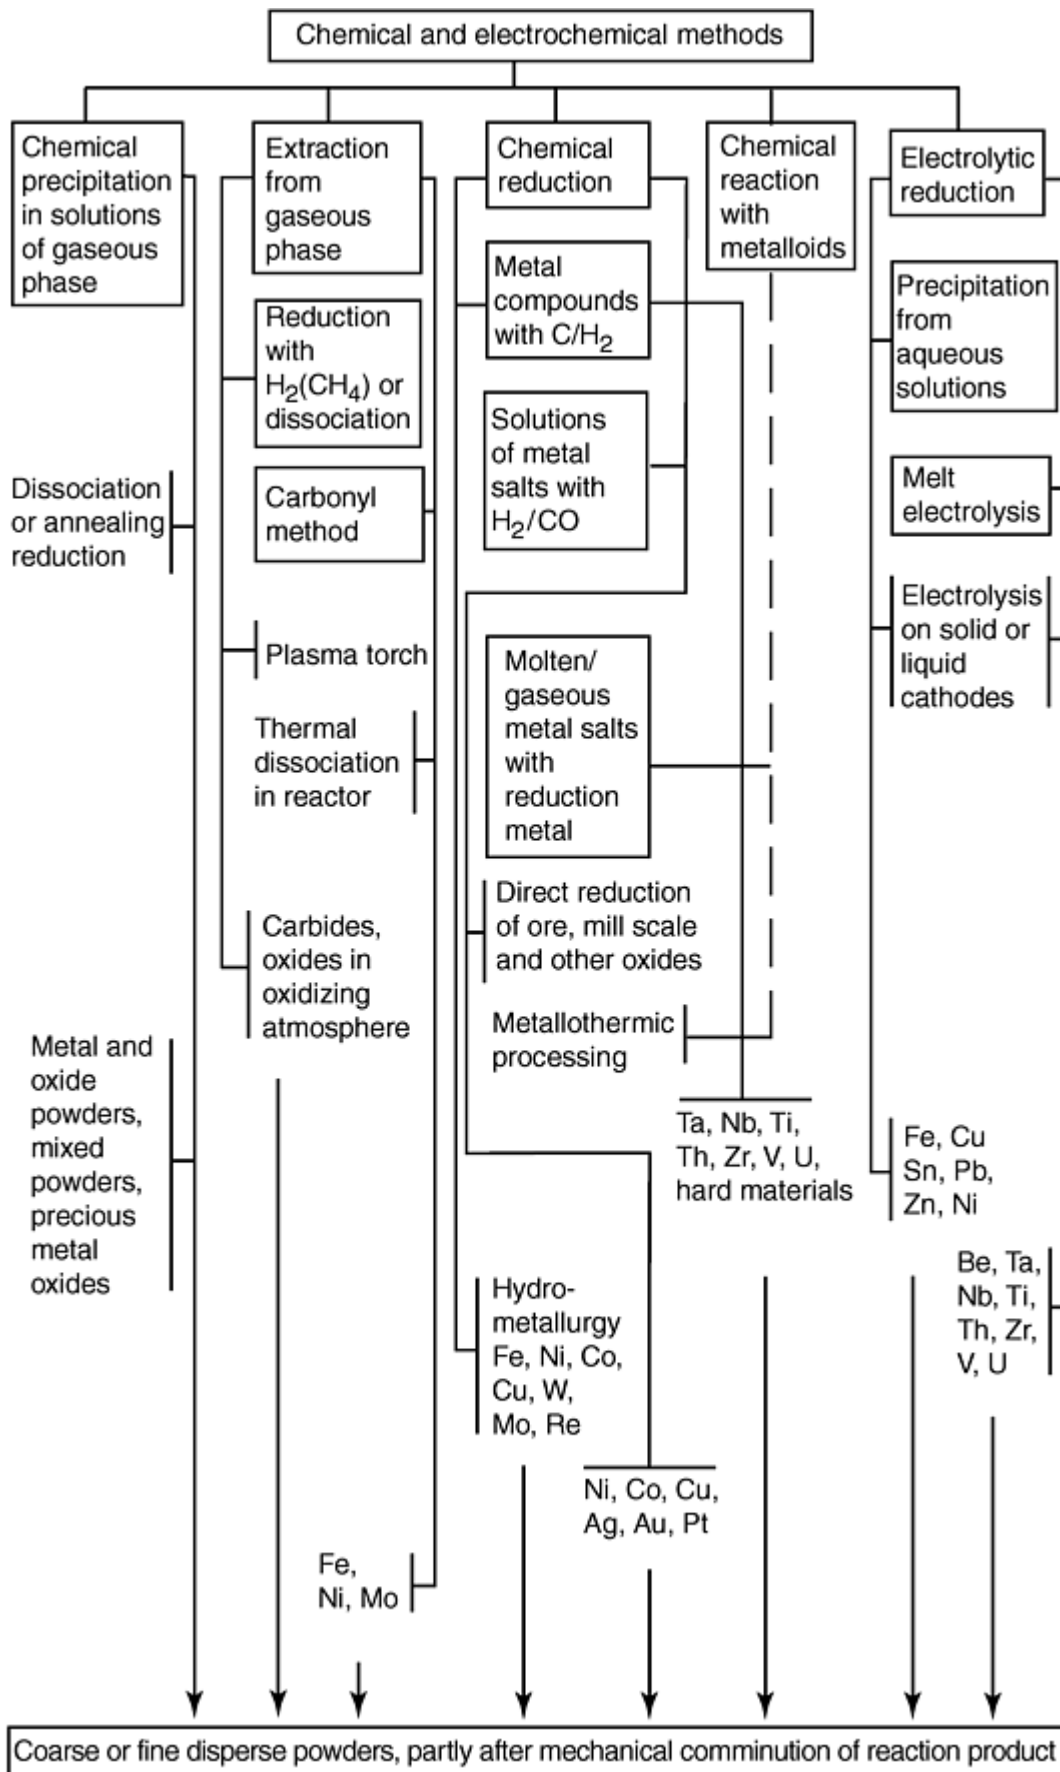 Chemical and electrochemical methods
Chemical
precipitation
in solutions
of gaseous
phase
Extraction
from
gaseous
phase
Chemical
reduction
Chemical
reaction
with
metalloids
Electrolytic
reduction
Reduction
with
H₂(CH₄) or
dissociation
Metal
compounds
with C/H₂
Precipitation
from
aqueous
solutions
Dissociation
or annealing
reduction
Carbonyl
method
Solutions
of metal
salts with
H₂/CO
Melt
electrolysis
Plasma torch
Electrolysis
on solid or
liquid
cathodes
Thermal
dissociation
in reactor
Molten/
gaseous
metal salts
with
reduction
metal
Carbides,
oxides in
oxidizing
atmosphere
Direct reduction
of ore, mill scale
and other oxides
Metallothermic
processing
Metal and
oxide
powders,
mixed
powders,
precious
metal
oxides
Ta, Nb, Ti,
Th, Zr, V, U,
hard materials
Fe, Cu
Sn, Pb,
Zn, Ni
Be, Ta,
Nb, Ti,
Th, Zr,
V, U
Hydro-
metallurgy
Fe, Ni, Co,
Cu, W,
Mo, Re
Ni, Co, Cu,
Ag, Au, Pt
Fe,
Ni, Mo
Coarse or fine disperse powders, partly after mechanical comminution of reaction product